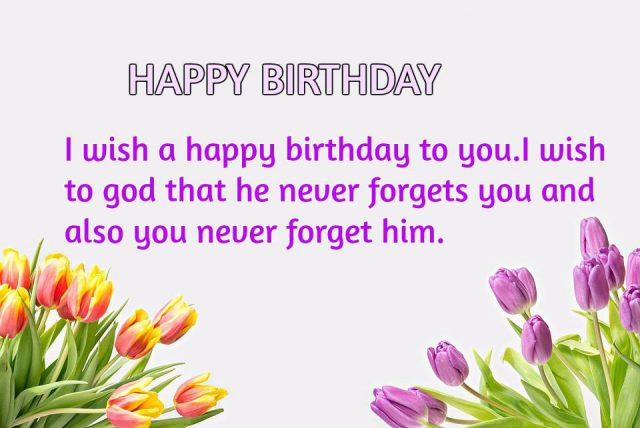 HAPPY BIRTHDAY
I wish a happy birthday to you.I wish
to god that he never forgets you and
also you never forget him.